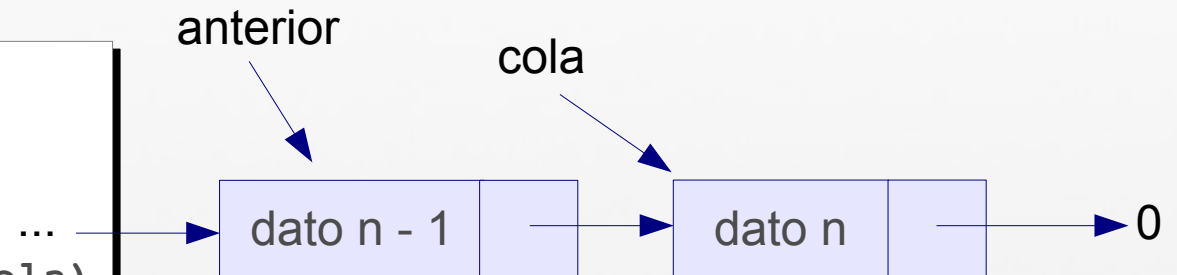 anterior
cola
... dato n - 1 dato n 0